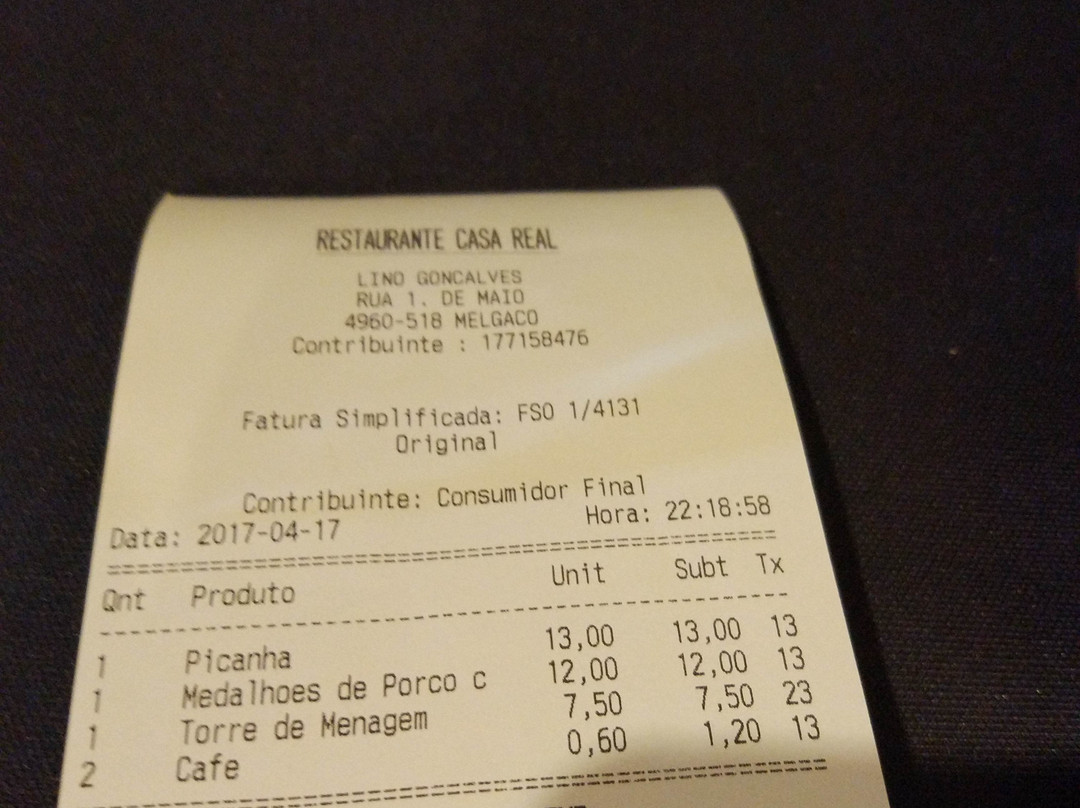 RESTAURANTE CASA REAL
LINO GONCALVES
RUA 1. DE MAIO
4960-518 MELGACO
Contribuinte : 177158476
Fatura Simplificada: FSO 1/4131
Original
Contribuinte: Consumidor Final
Data: 2017-04-17 Hora: 22:18:58
Qnt Produto Unit Subt Tx
1 Picanha 13,00 13,00 13
1 Medalhoes de Porco c 12,00 12,00 13
1 Torre de Menagem 7,50 7,50 23
2 Cafe 0,60 1,20 13